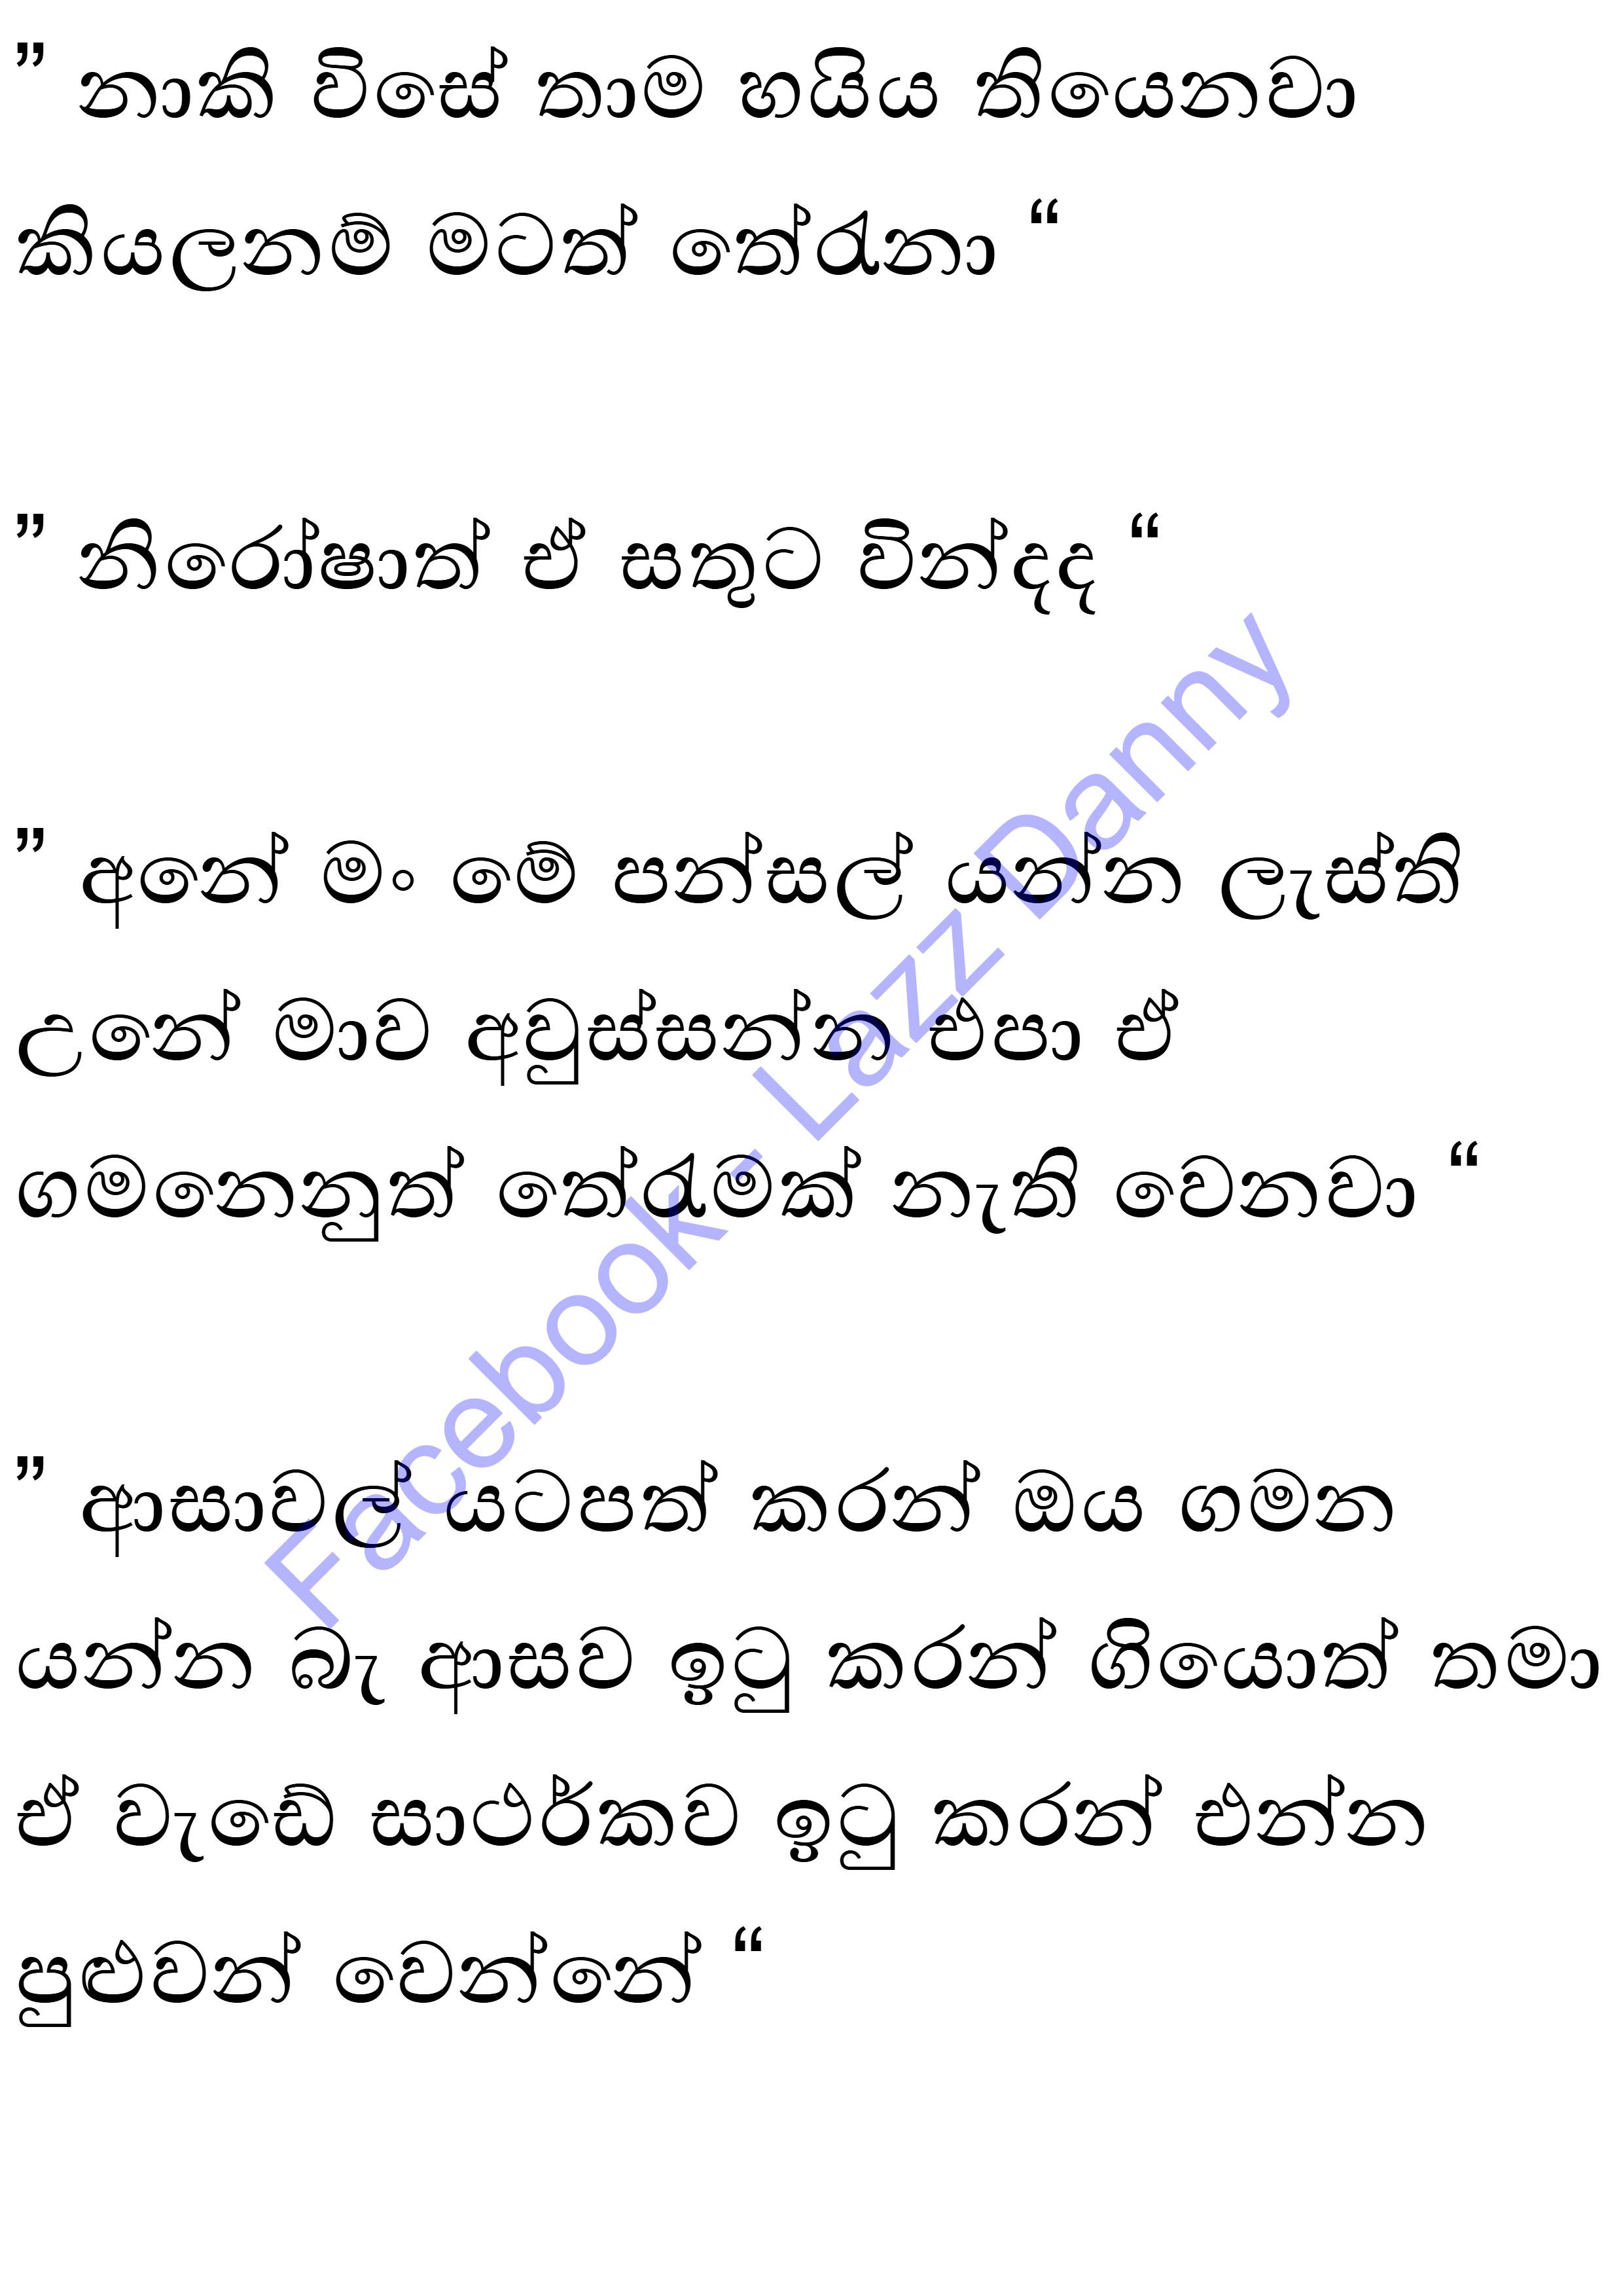 ” නාකි විසේ තාම හයිය තියෙනවා
කියලනම් මටත් තේරුනා “
” නිරෝෂාත් ඒ සතුට වින්දද “
” අනේ මං මේ පන්සල් යන්න ලැස්ති
උනේ මාව අවුස්සන්න එපා ඒ
ගමනෙනුත් තේරුමක් නැති වෙනවා “
” ආසාවල් යටපත් කරන් ඔය ගමන
යන්න බැ ආසව ඉටු කරන් ගියොත් තමා
ඒ වැඩේ සාර්ථකව ඉටු කරන් එන්න
පුළුවන් වෙන්නේ “
Facebook - Lazz Danny